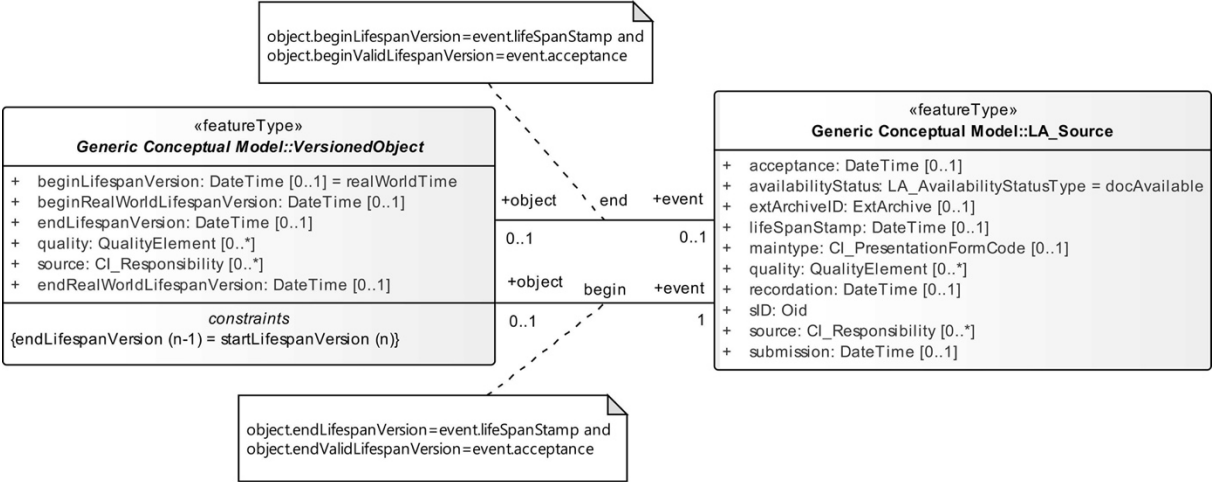 object.beginLifespanVersion=event.lifeSpanStamp and
object.beginValidLifespanVersion=event.acceptance
«featureType»
Generic Conceptual Model::VersionedObject
+ beginLifespanVersion: DateTime [0..1] = realWorldTime
+ beginRealWorldLifespanVersion: DateTime [0..1]
+ endLifespanVersion: DateTime [0..1]
+ quality: QualityElement [0..*]
+ source: CI_Responsibility [0..*]
+ endRealWorldLifespanVersion: DateTime [0..1]
constraints
{endLifespanVersion (n-1) = startLifespanVersion (n)}
+object end +event
0..1 0..1
+object begin +event
0..1 1
«featureType»
Generic Conceptual Model::LA_Source
+ acceptance: DateTime [0..1]
+ availabilityStatus: LA_AvailabilityStatusType = docAvailable
+ extArchiveID: ExtArchive [0..1]
+ lifeSpanStamp: DateTime [0..1]
+ maintype: CI_PresentationFormCode [0..1]
+ quality: QualityElement [0..*]
+ recordation: DateTime [0..1]
+ sID: Oid
+ source: CI_Responsibility [0..*]
+ submission: DateTime [0..1]
object.endLifespanVersion=event.lifeSpanStamp and
object.endValidLifespanVersion=event.acceptance